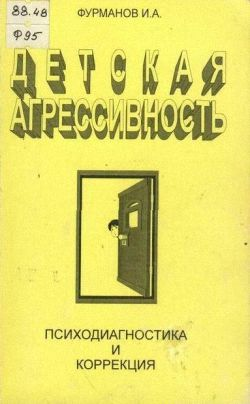 88.48
Ф95
ФУРМАНОВ И.А.
ДЕТСКАЯ
АГРЕССИВНОСТЬ
ПСИХОДИАГНОСТИКА
И
КОРРЕКЦИЯ